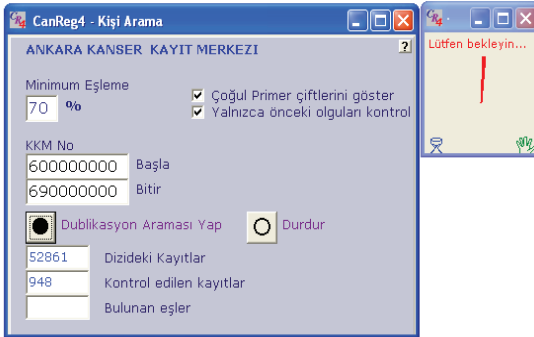 CanReg4 - Kişi Arama
ANKARA KANSER KAYIT MERKEZI
?
Minimum Eşleme
70 %
Çoğul Primer çiftlerini göster
Yalnızca önceki olguları kontrol
KKM No
600000000 Başla
690000000 Bitir
Dublikasyon Araması Yap
Durdur
52861 Dizideki Kayıtlar
948 Kontrol edilen kayıtlar
Bulunan eşler
Lütfen bekleyin...